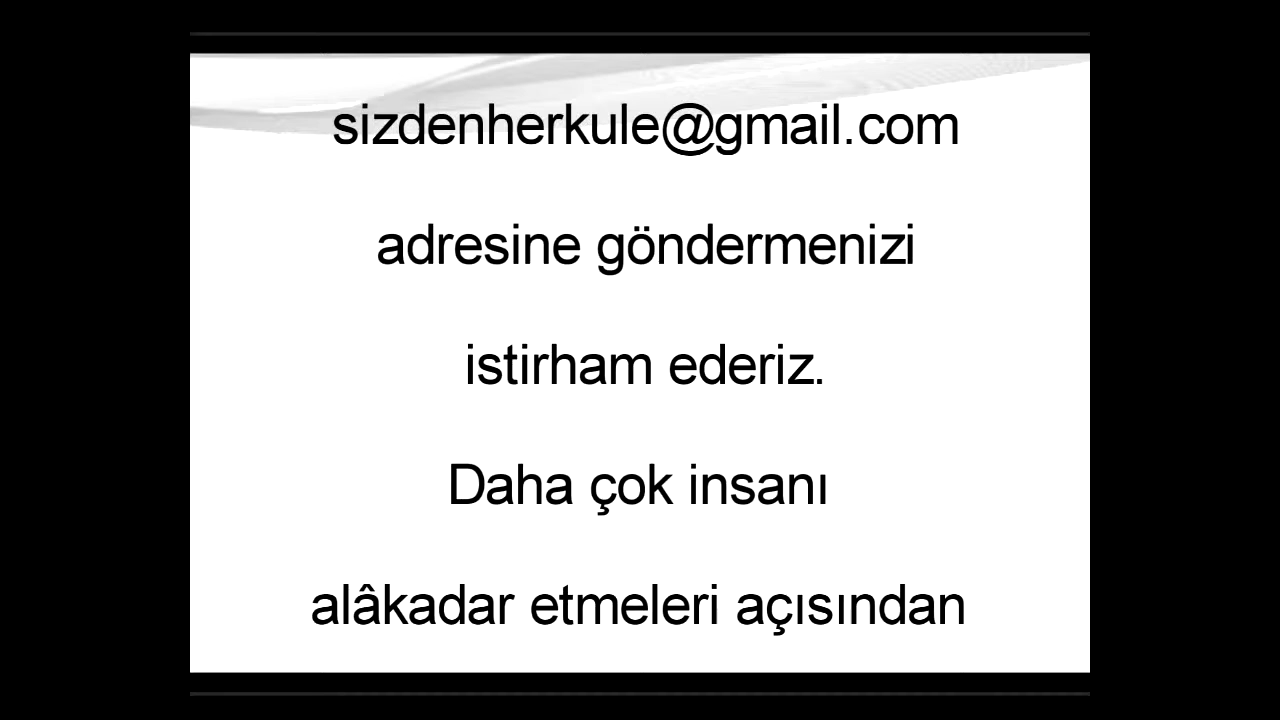 sizdenherkule@gmail.com
adresine göndermenizi
istirham ederiz.
Daha çok insanı
alâkadar etmeleri açısından